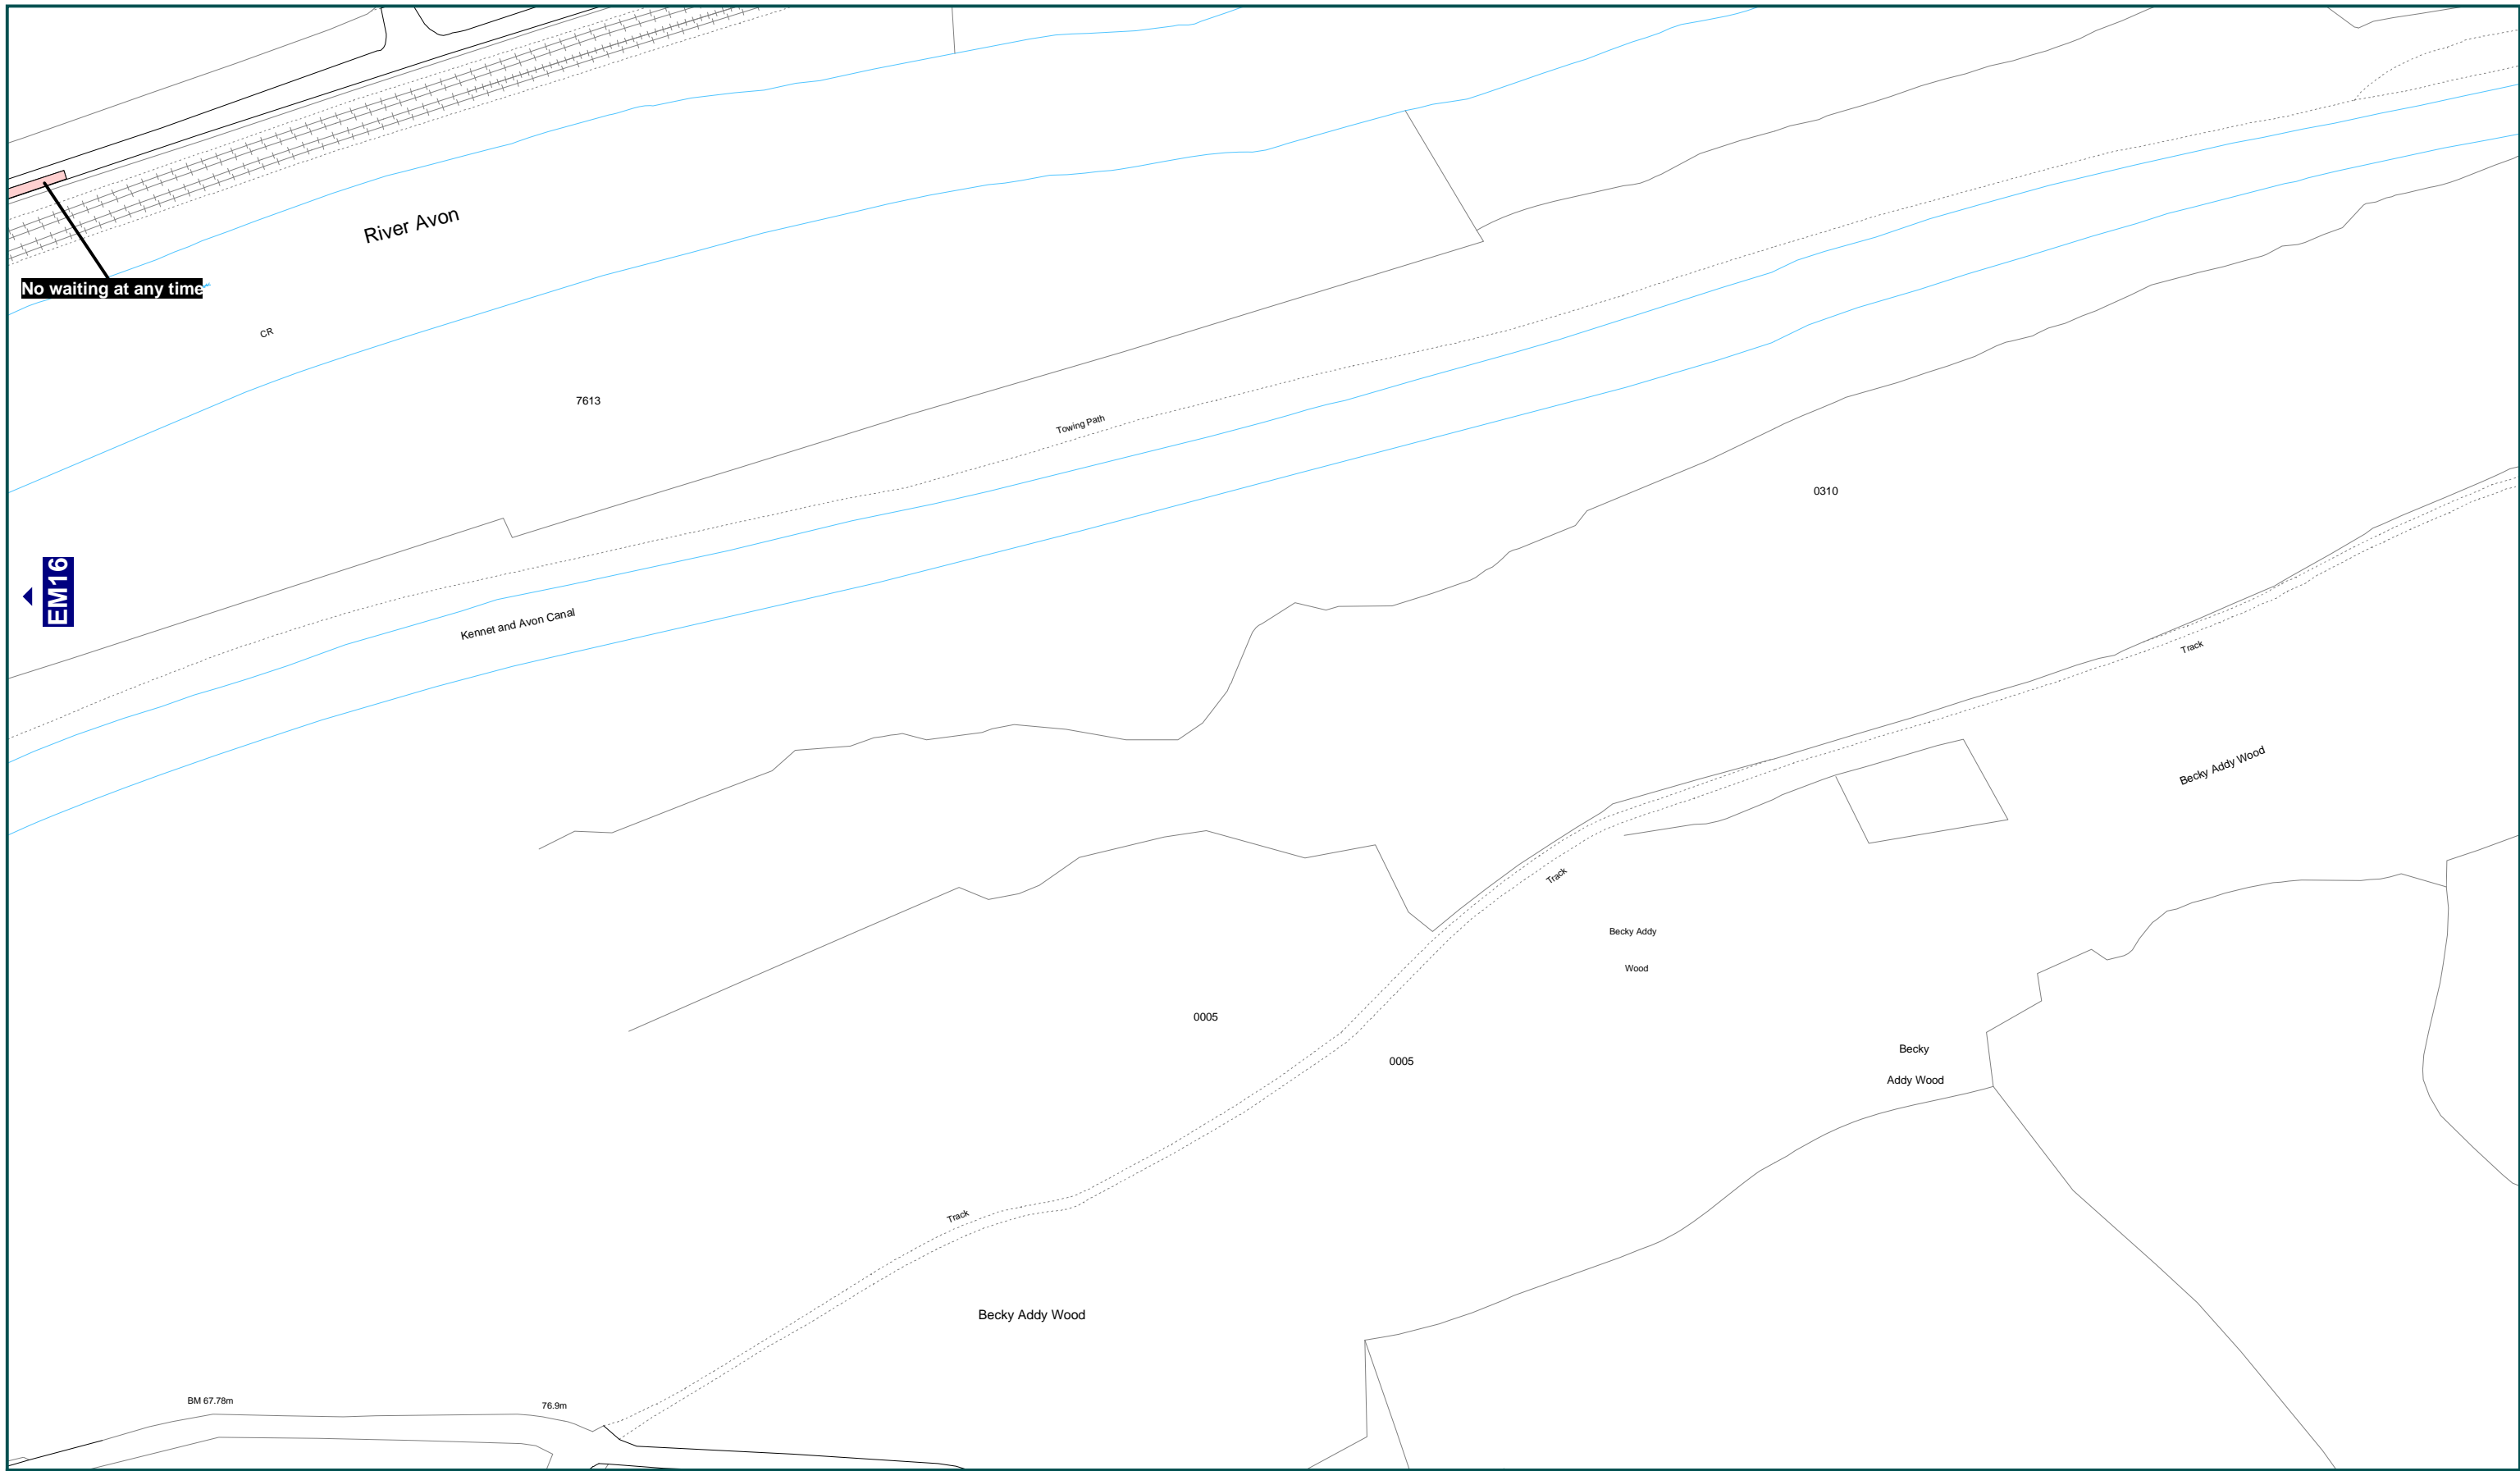 River Avon
No waiting at any time
CR
7613
Towing Path
0310
EM16
Kennet and Avon Canal
Track
Becky Addy Wood
Track
Becky Addy
Wood
0005
0005
Becky
Addy Wood
Track
Becky Addy Wood
BM 67.78m
76.9m